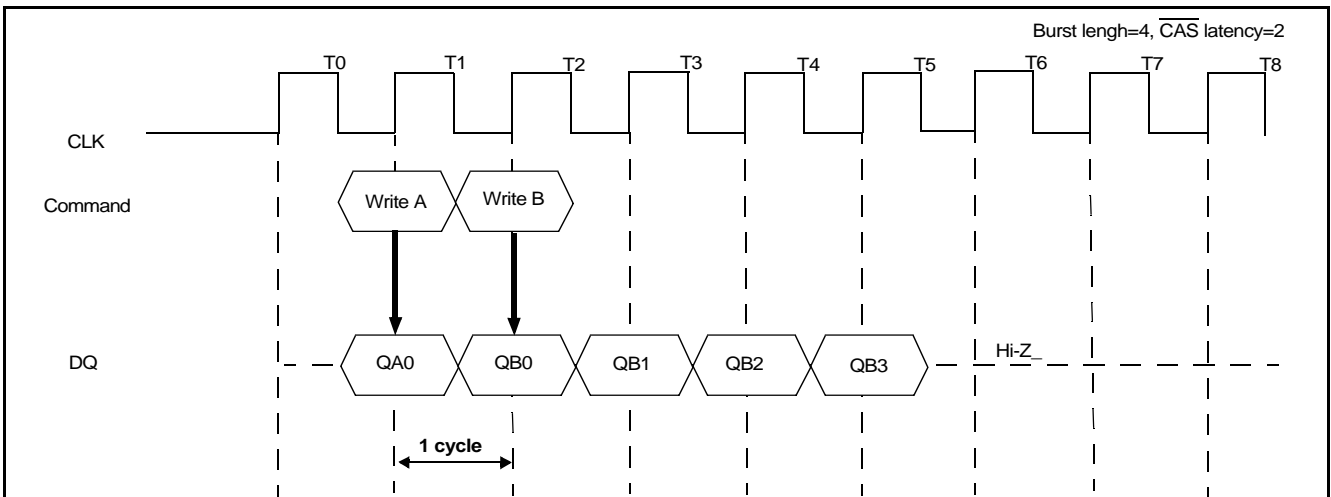 Burst lengh=4, CAS latency=2
T0 T1 T2 T3 T4 T5 T6 T7 T8
CLK
Command
Write A Write B
DQ
QA0 QB0 QB1 QB2 QB3 Hi-Z_
1 cycle